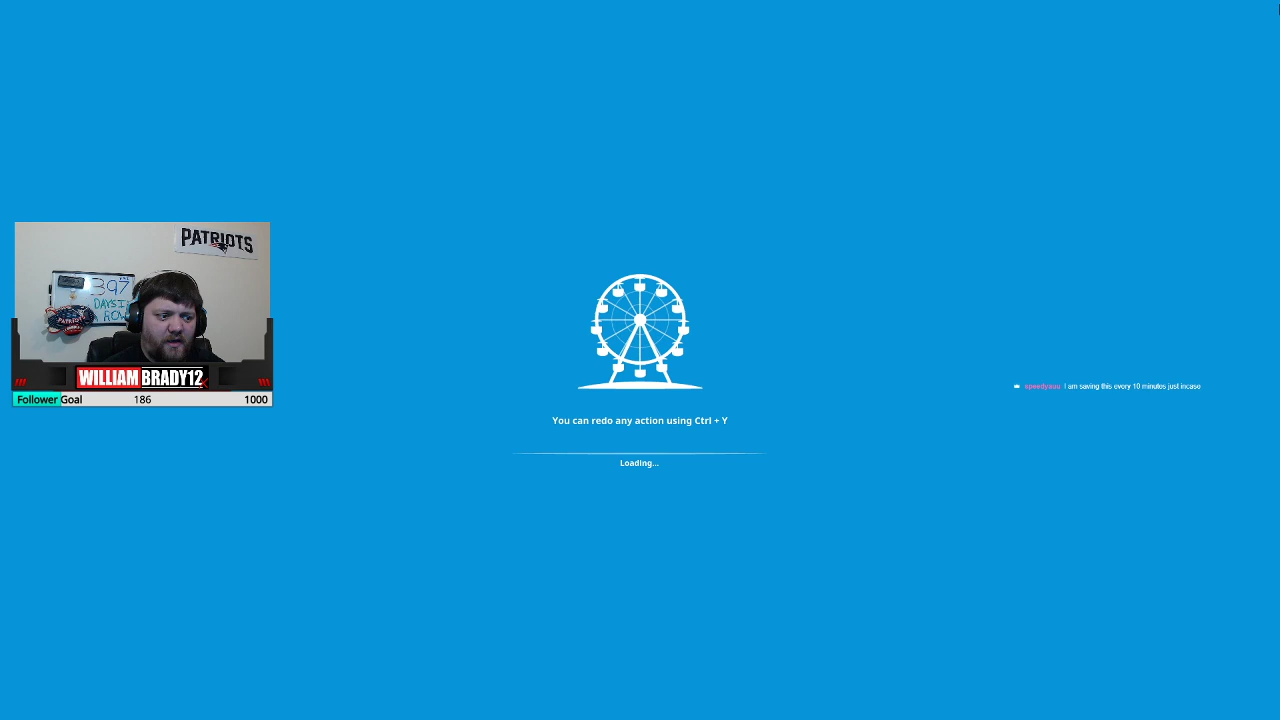 PATRIOTS
397
DAYS I
ROW
WILLIAM BRADY12
Follower Goal 186 1000
You can redo any action using Ctrl + Y
Loading...
speedyauu I am saving this every 10 minutes just incase